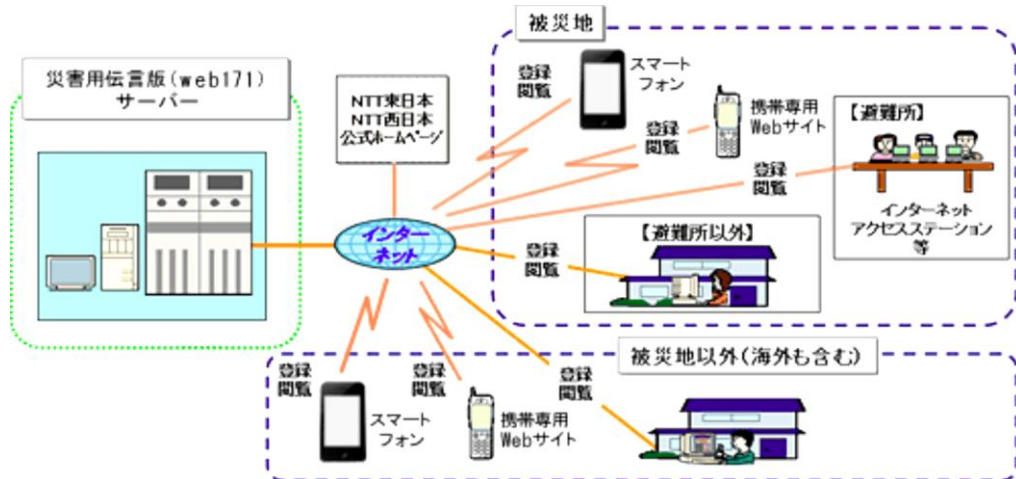 災害用伝言版(web171)
サーバー
NTT東日本
NTT西日本
公式ホームページ
インター
ネット
被災地
登録
閲覧
スマート
フォン
登録
閲覧
携帯専用
Webサイト
登録
閲覧
【避難所】
インターネット
アクセスステーション
等
登録
閲覧
【避難所以外】
被災地以外(海外も含む)
登録
閲覧
スマート
フォン
登録
閲覧
携帯専用
Webサイト
登録
閲覧